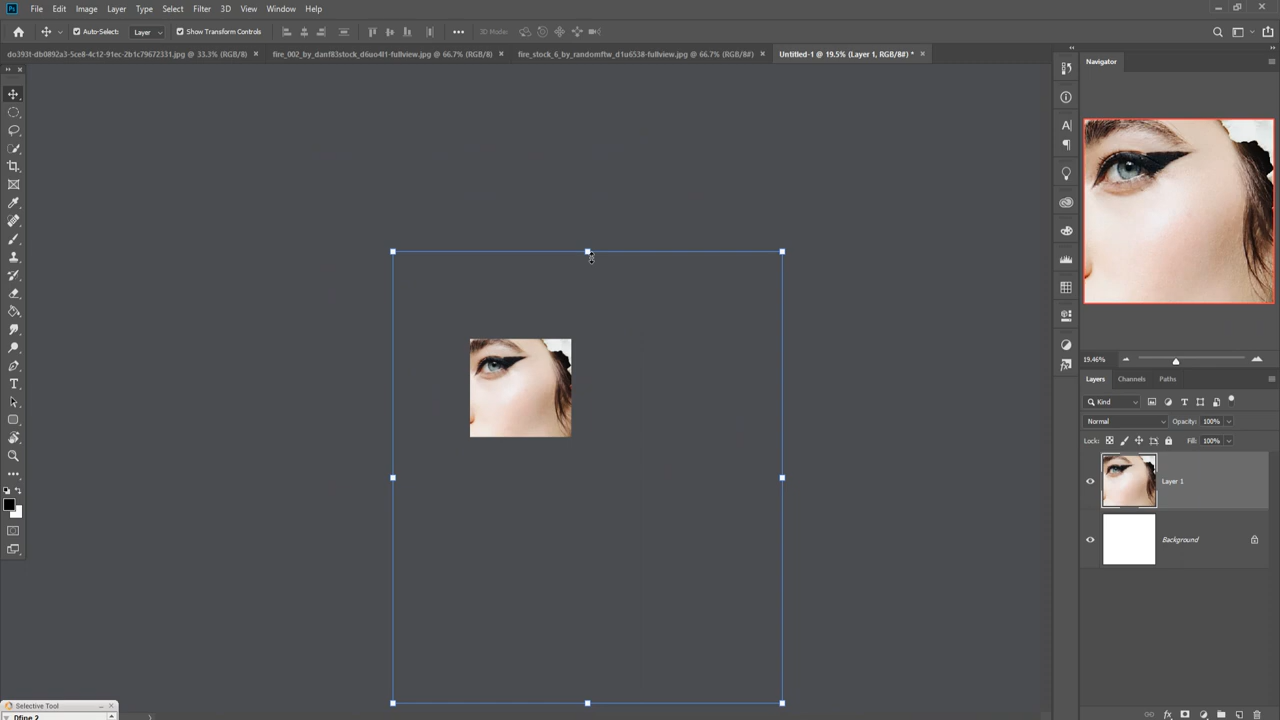 Ps File Edit Image Layer Type Select Filter 3D View Window Help
Auto-Select: Layer Show Transform Controls 3D Mode:
do393t-db0892a3-5ce8-4c12-91ec-2b1c79672331.jpg @ 33.3% (RGB/8) × fire_002_by_danf83stock_d6uo4l1-fullview.jpg @ 66.7% (RGB/8) × fire_stock_6_by_randomftw_d1u6538-fullview.jpg @ 66.7% (RGB/8#) × Untitled-1 @ 19.5% (Layer 1, RGB/8#) * ×
Navigator
19.46%
Layers Channels Paths
Kind
Normal Opacity: 100%
Lock: Fill: 100%
Layer 1
Background
Selective Tool
Dfine 2